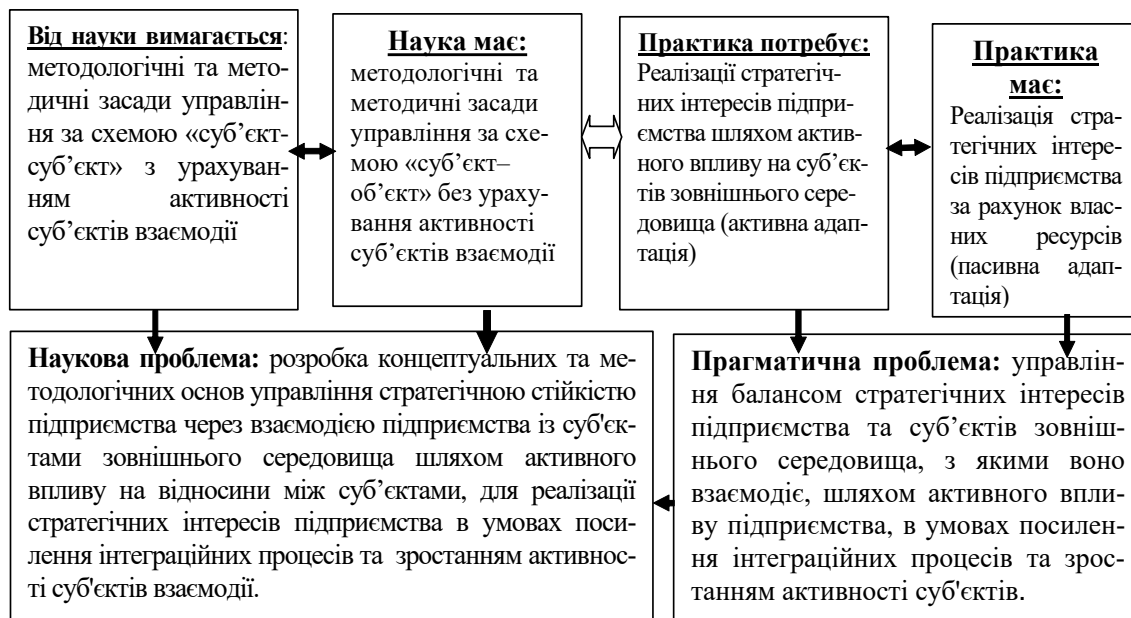 Від науки вимагається:
методологічні та мето-
дичні засади управлін-
ня за схемою «суб’єкт-
суб’єкт» з урахуван-
ням активності
суб’єктів взаємодії
Наука має:
методологічні та
методичні засади
управління за схе-
мою «суб’єкт–
об’єкт» без ураху-
вання активності
суб’єктів взаємодії
Практика потребує:
Реалізації стратегіч-
них інтересів підпри-
ємства шляхом актив-
ного впливу на суб’єк-
тів зовнішнього сере-
довища (активна адап-
тація)
Практика
має:
Реалізація стра-
тегічних інтере-
сів підприємства
за рахунок влас-
них ресурсів
(пасивна адап-
тація)
Наукова проблема: розробка концептуальних та ме-
тодологічних основ управління стратегічною стійкістю
підприємства через взаємодією підприємства із суб'єк-
тами зовнішнього середовища шляхом активного
впливу на відносини між суб’єктами, для реалізації
стратегічних інтересів підприємства в умовах поси-
лення інтеграційних процесів та зростанням активнос-
ті суб'єктів взаємодії.
Прагматична проблема: управлін-
ня балансом стратегічних інтересів
підприємства та суб’єктів зовніш-
нього середовища, з якими воно
взаємодіє, шляхом активного впли-
ву підприємства, в умовах посилен-
ня інтеграційних процесів та зрос-
танням активності суб’єктів.